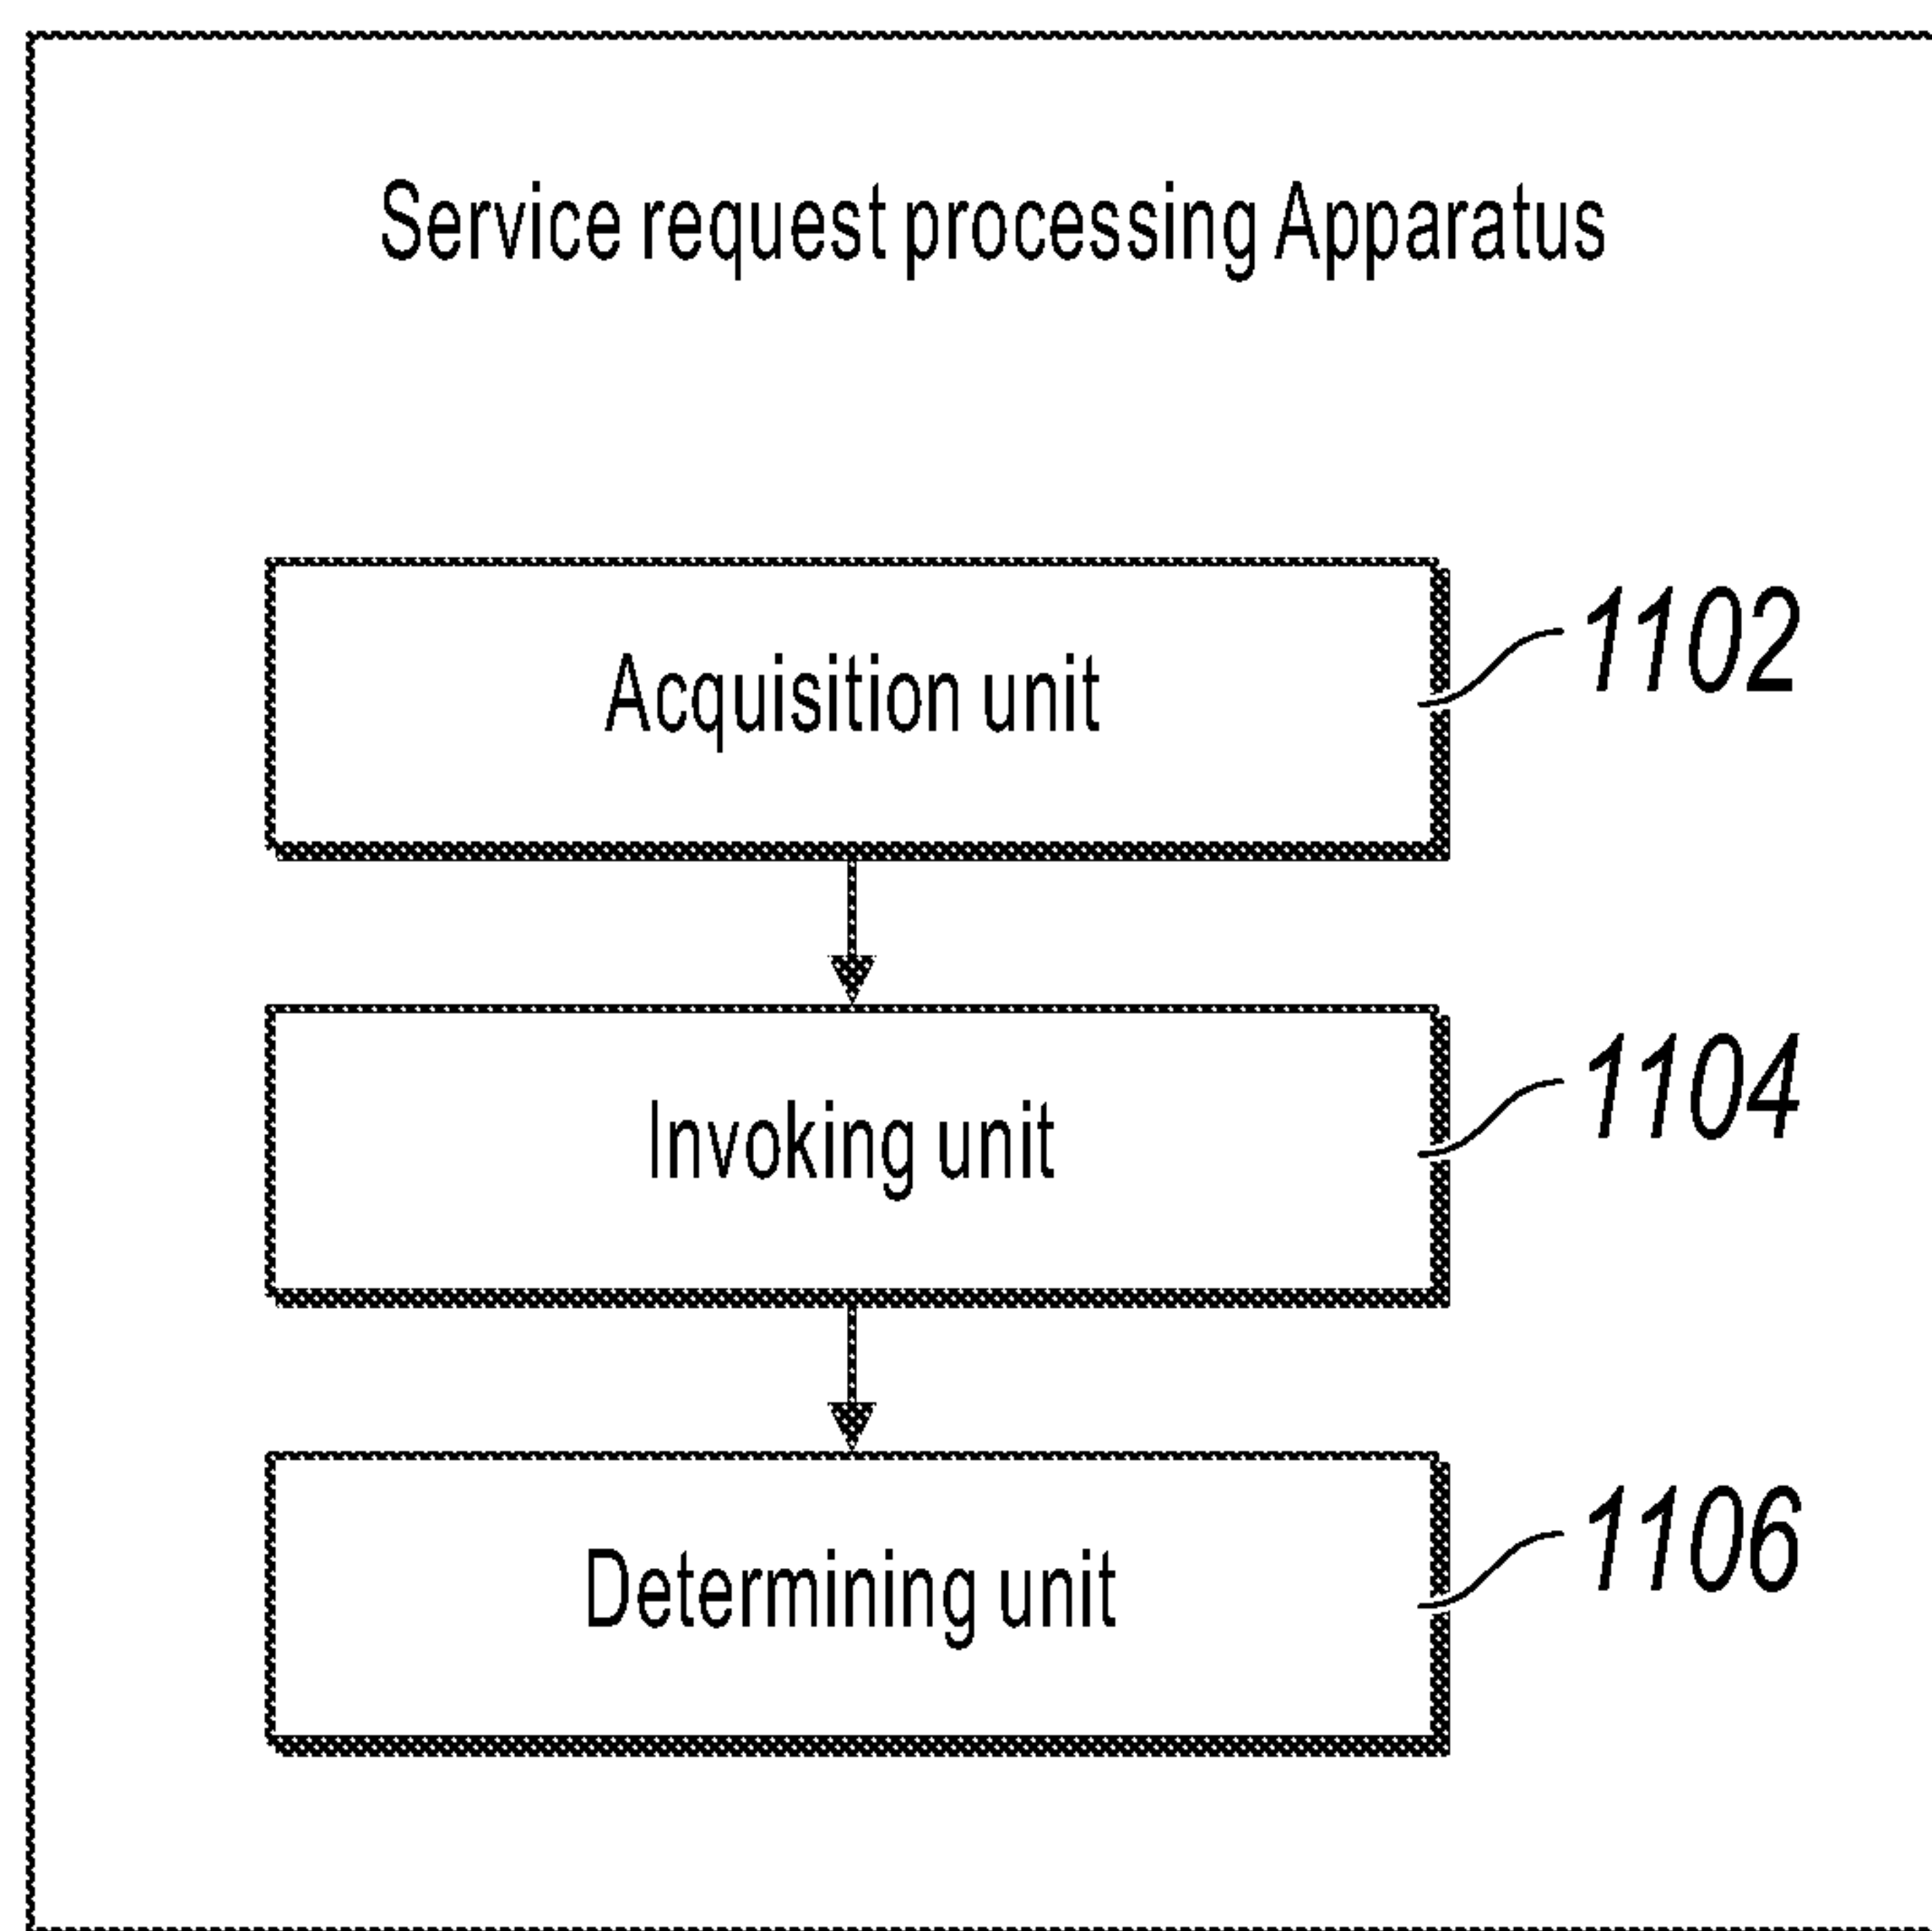 Service request processing Apparatus
Acquisition unit
1102
Invoking unit
1104
Determining unit
1106